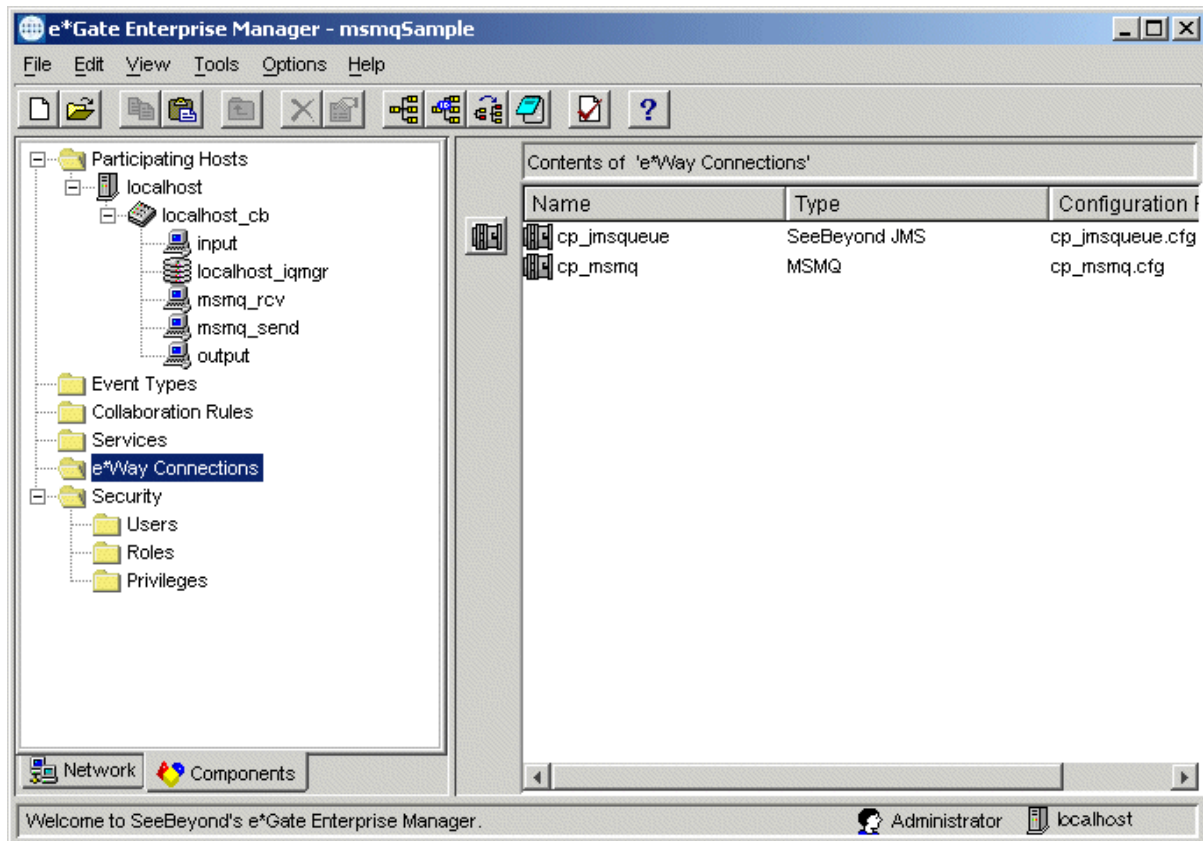 e*Gate Enterprise Manager - msmqSample
File Edit View Tools Options Help
?
Participating Hosts
localhost
localhost_cb
input
localhost_iqmgr
msmq_rcv
msmq_send
output
Event Types
Collaboration Rules
Services
e*Way Connections
Security
Users
Roles
Privileges
Network Components
Contents of 'e*Way Connections'
Name Type Configuration F
cp_jmsqueue SeeBeyond JMS cp_jmsqueue.cfg
cp_msmq MSMQ cp_msmq.cfg
Welcome to SeeBeyond's e*Gate Enterprise Manager. Administrator localhost